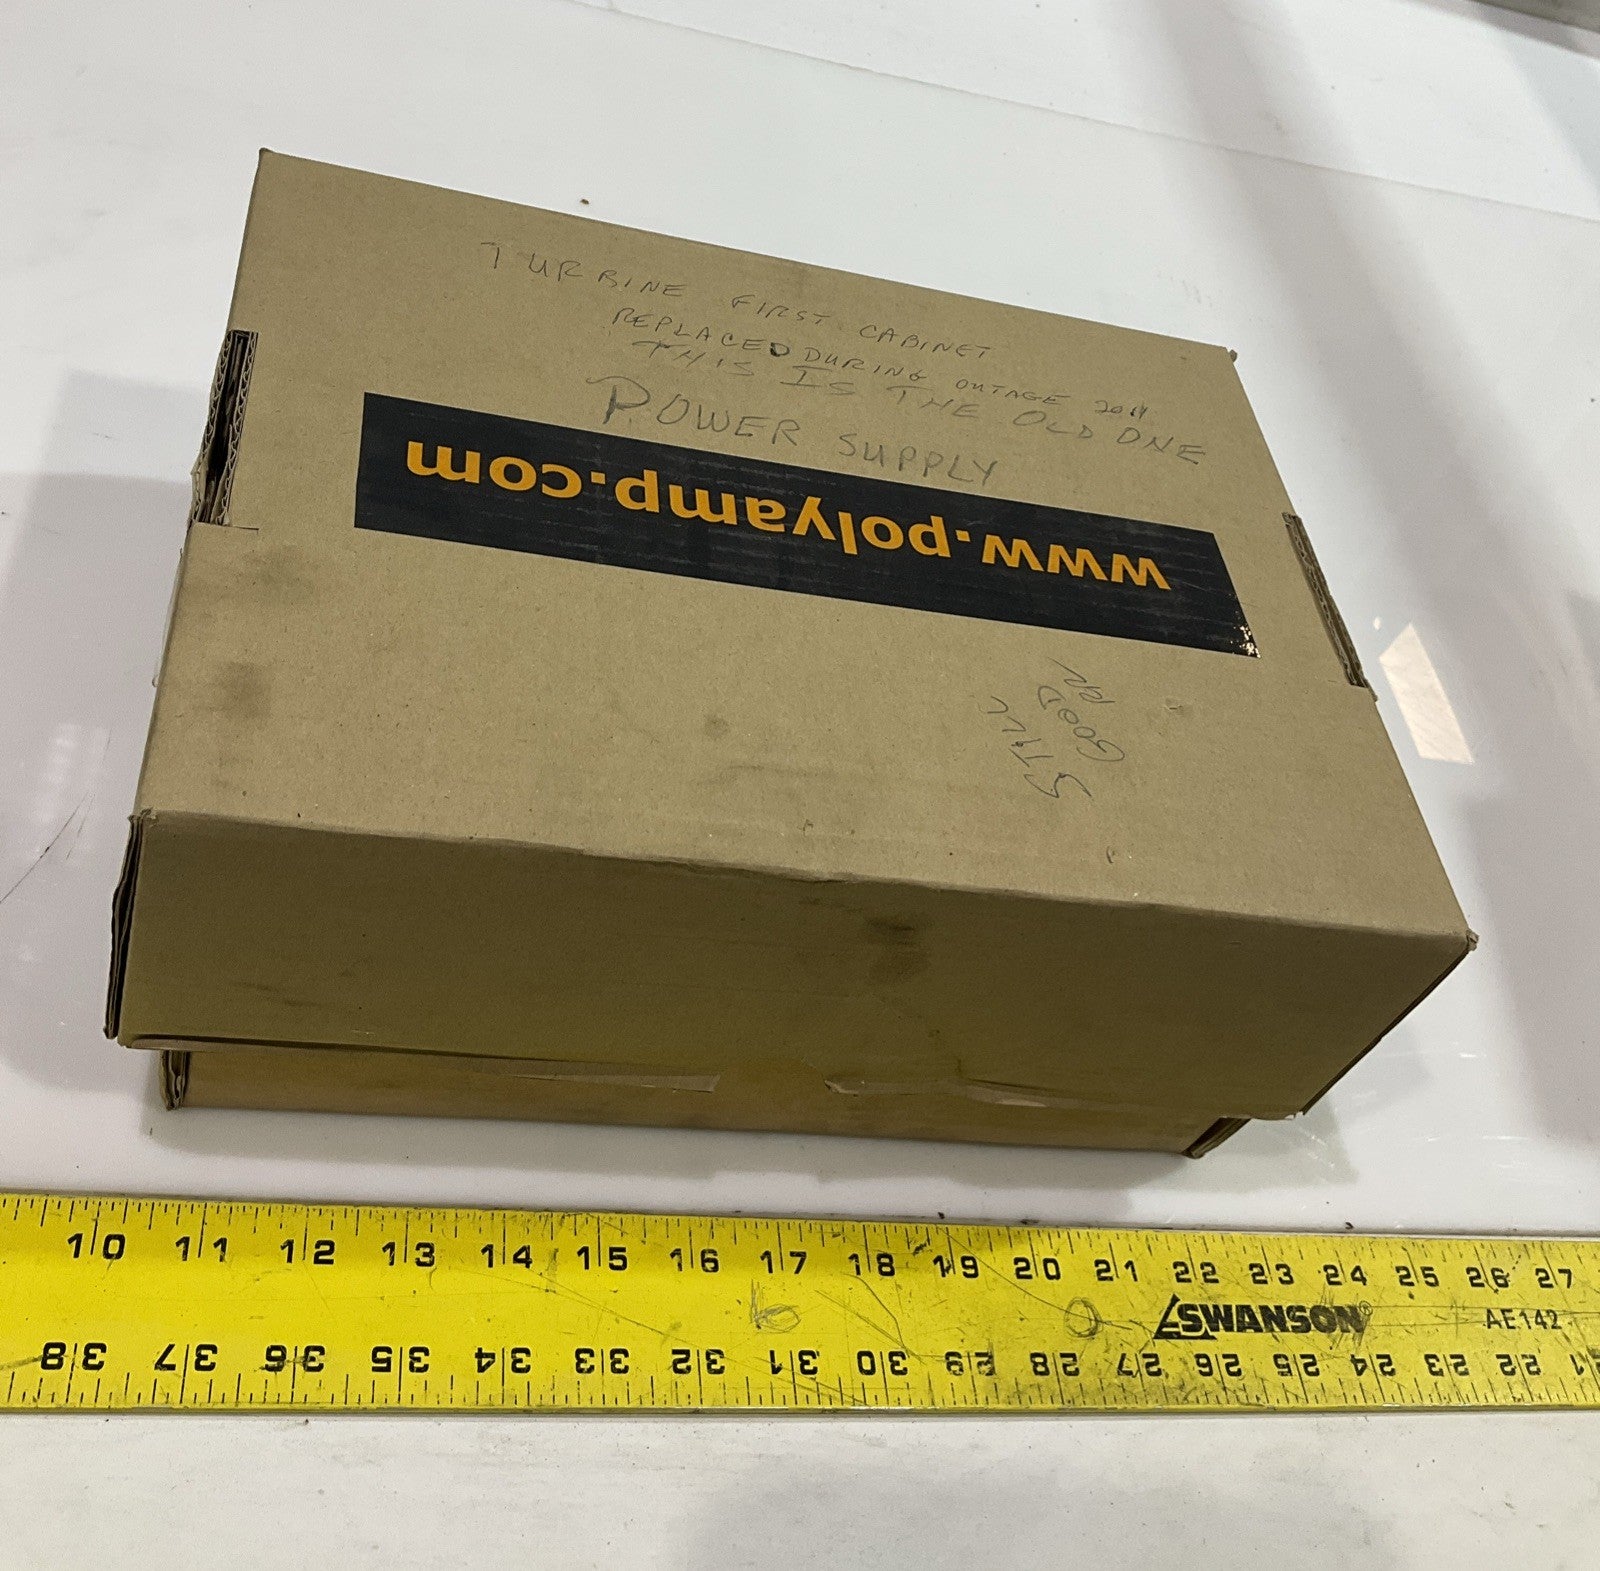 TURBINE FIRST CABINET
REPLACED DURING OUTAGE 2011
THIS IS THE OLD ONE
POWER SUPPLY
www.polyamp.com
STILL
GOOD
10 11 12 13 14 15 16 17 18 19 20 21 22 23 24 25 26 27
SWANSON®
AE142
38 37 36 35 34 33 32 31 30 29 28 27 26 25 24 23 22 21